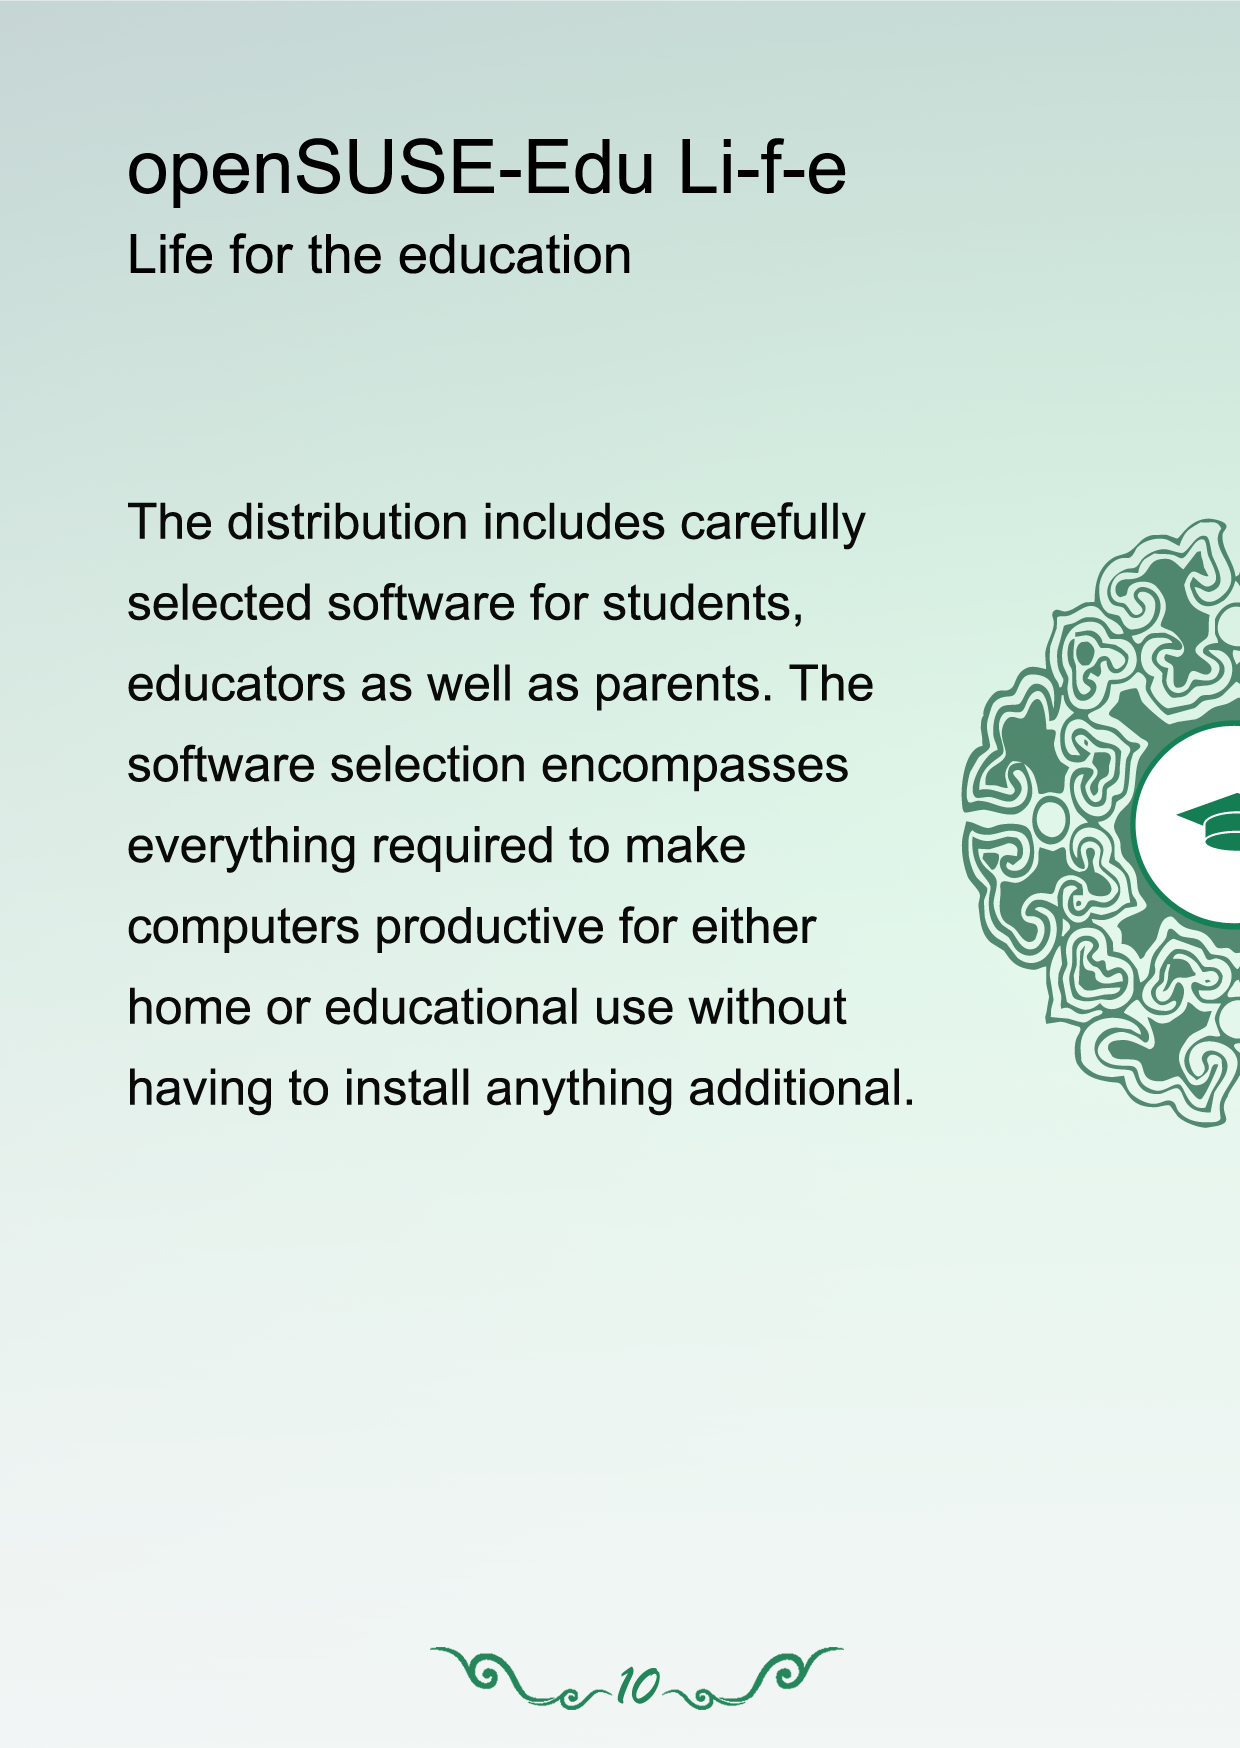 openSUSE-Edu Li-f-e
Life for the education
The distribution includes carefully
selected software for students,
educators as well as parents. The
software selection encompasses
everything required to make
computers productive for either
home or educational use without
having to install anything additional.
10